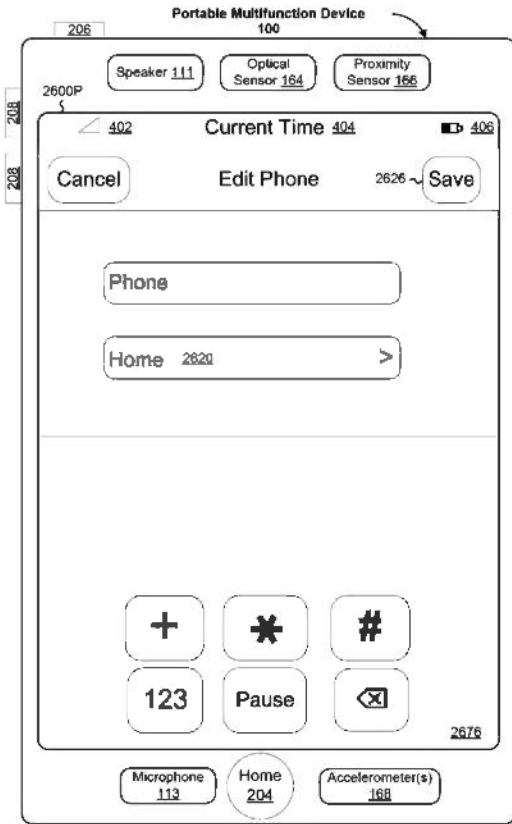 Portable Multifunction Device
100
206
Speaker 111
Optical
Sensor 164
Proximity
Sensor 166
2600P
208
208
402
Current Time 404
406
Cancel
Edit Phone
2626
Save
Phone
Home 2620 >
+
*
#
123
Pause
2676
Microphone
113
Home
204
Accelerometer(s)
168